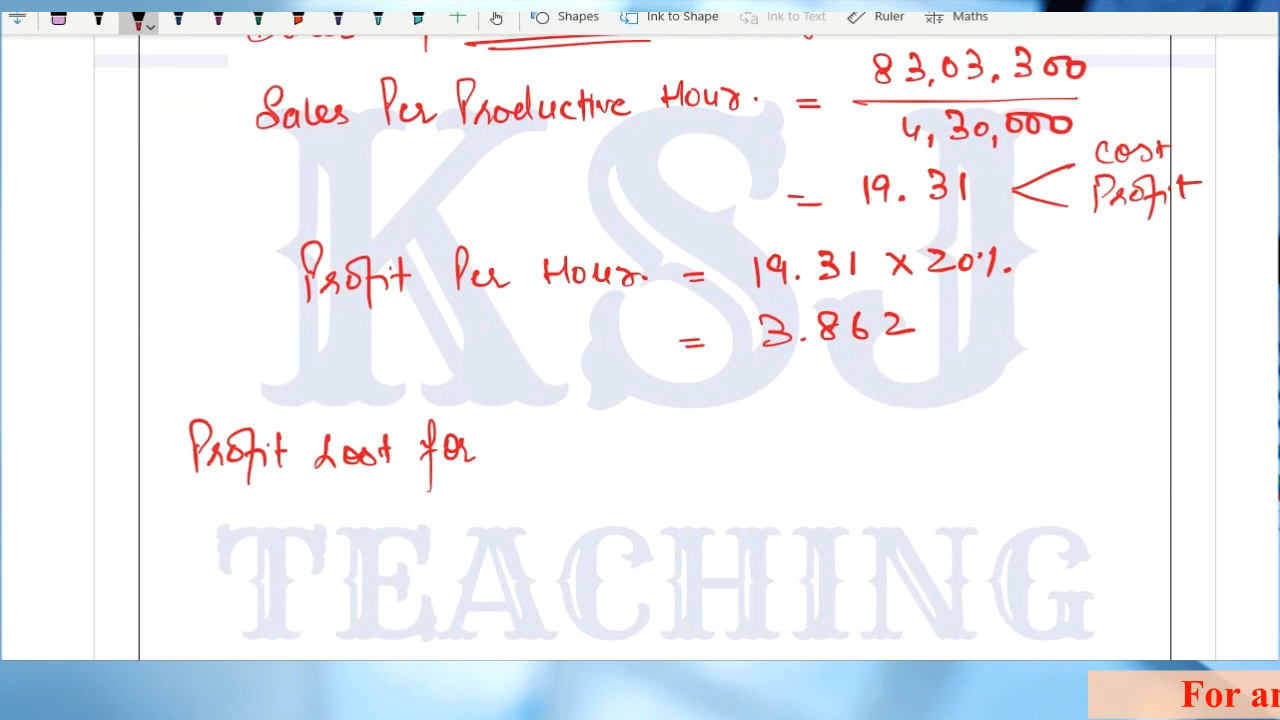 Shapes Ink to Shape Ink to Text Ruler Maths
Sales Per Productive Hour. = 83,03,300
4,30,000
= 19.31 < Cost
Profit
Profit Per Hour. = 19.31 × 20%.
= 3.862
Profit Lost for
KSJ
TEACHING
For an